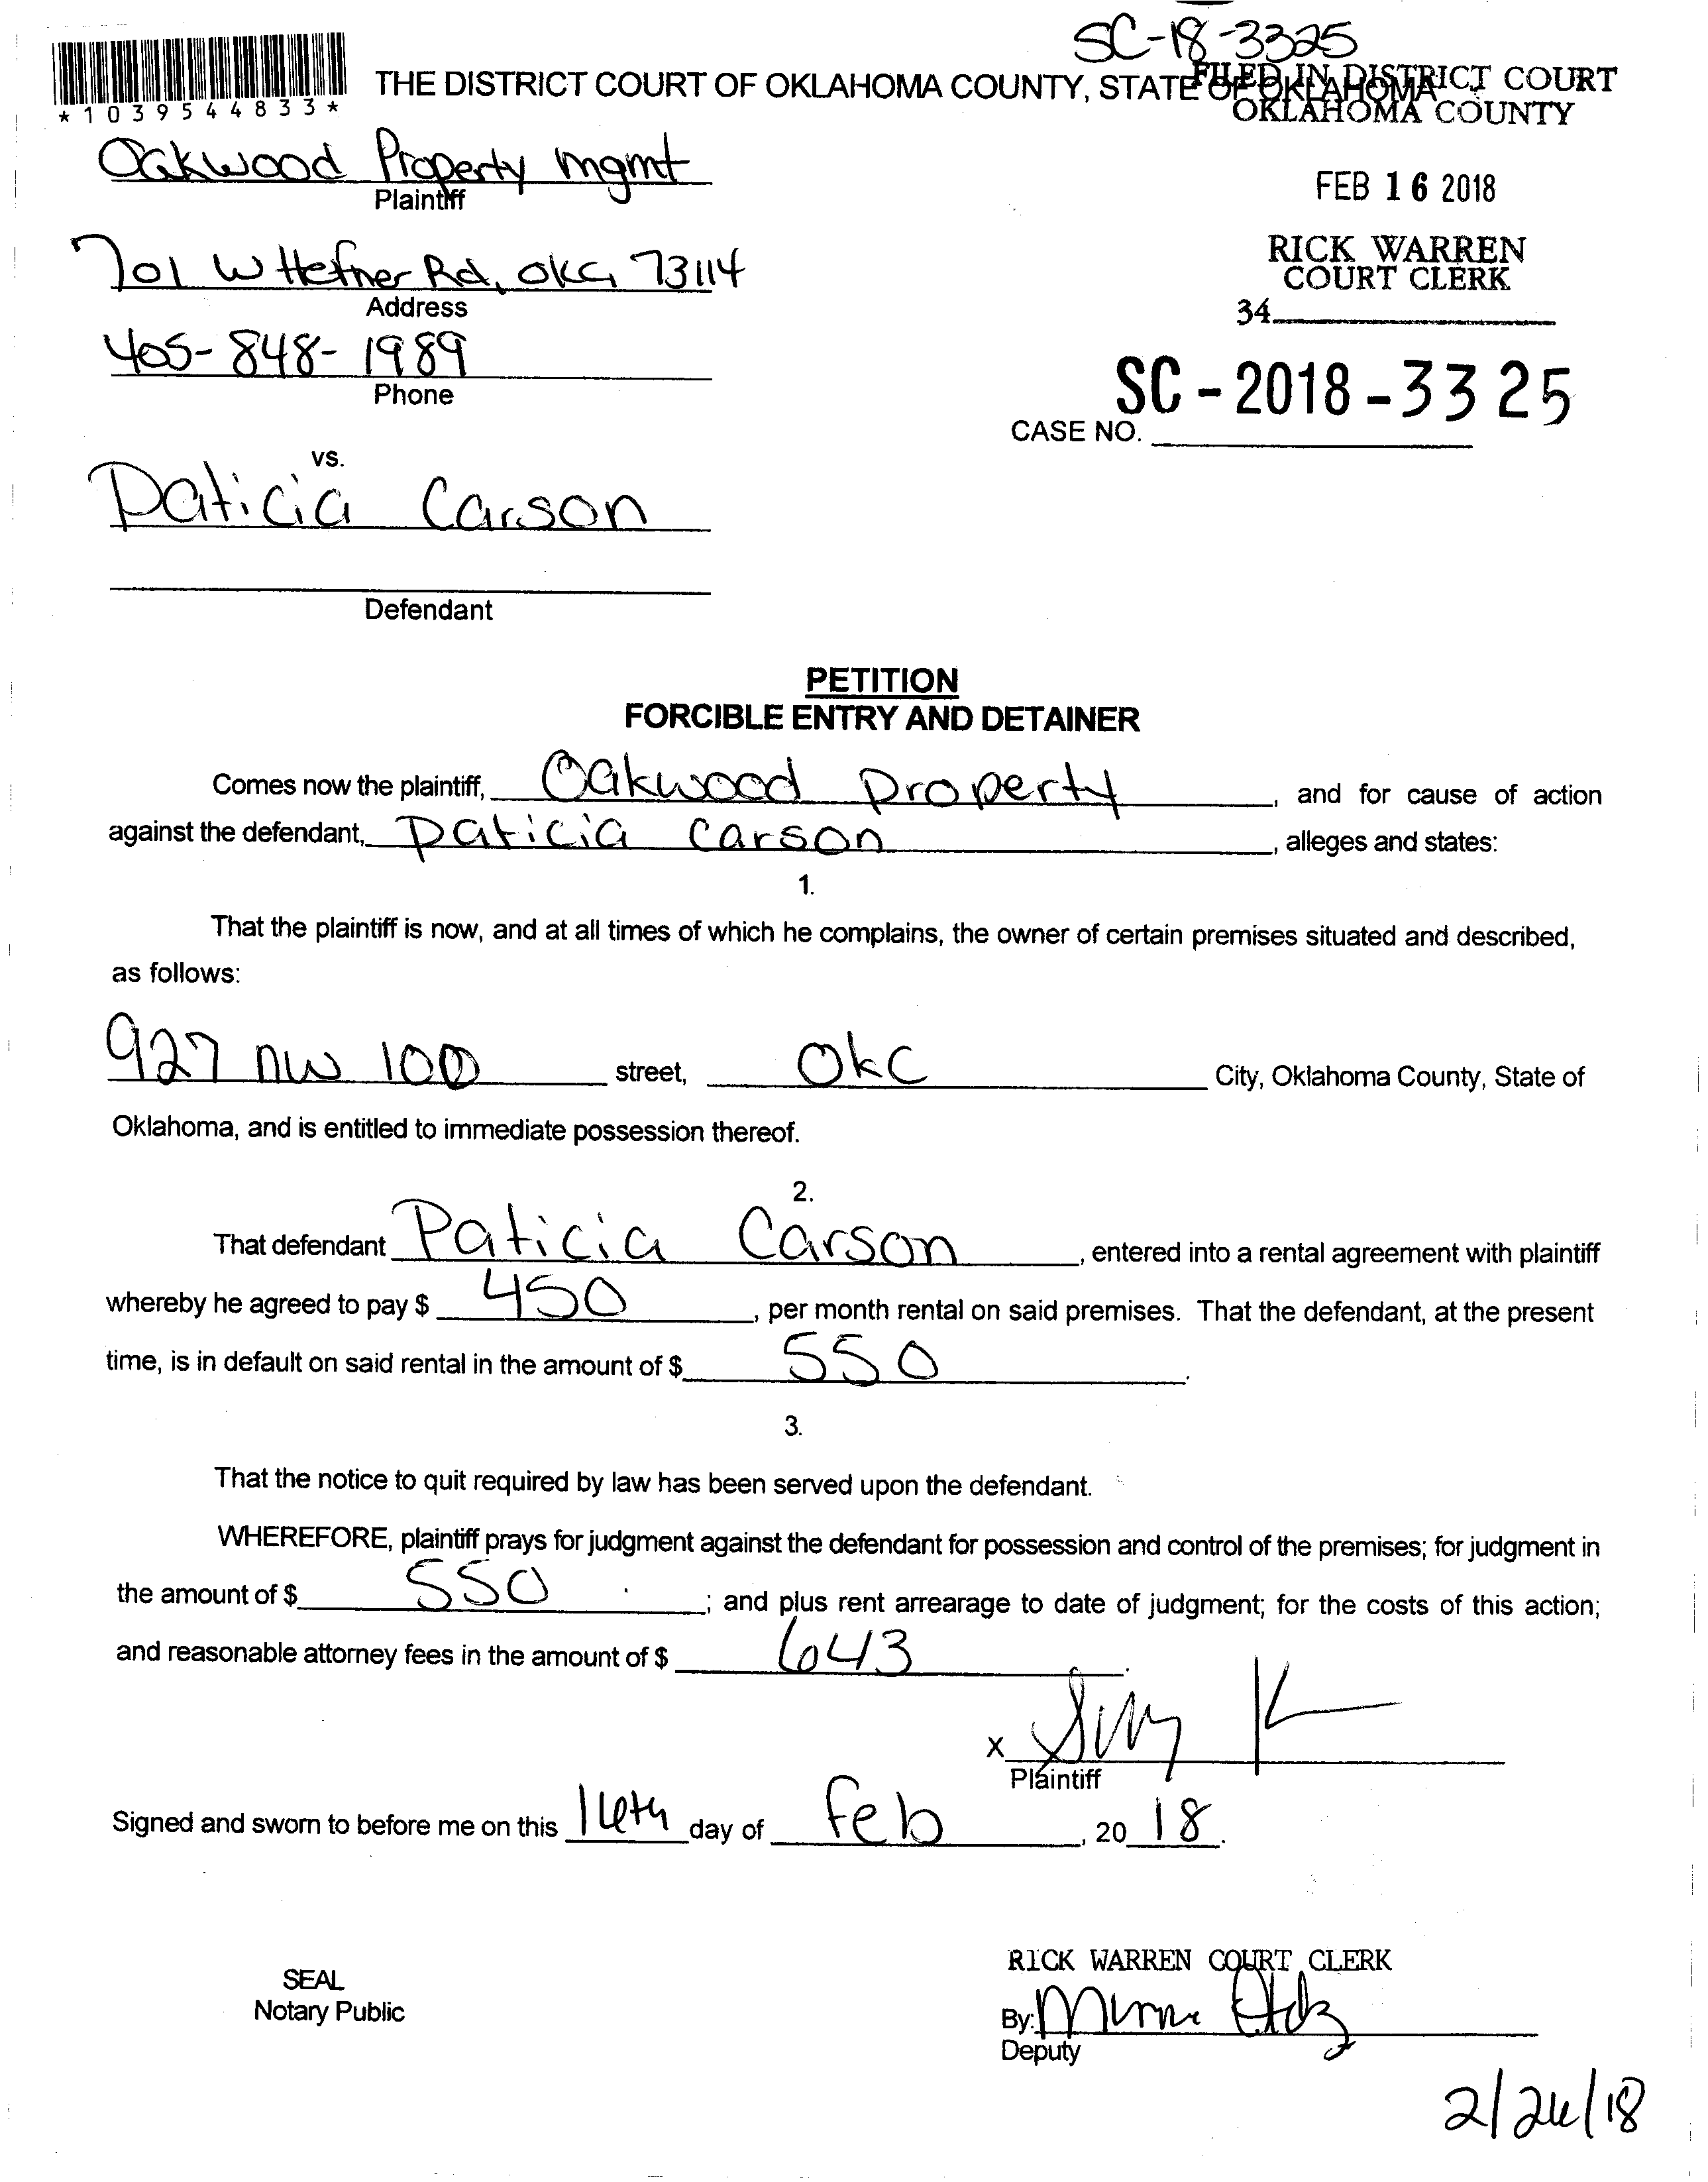 SC-18-3325
THE DISTRICT COURT OF OKLAHOMA COUNTY, STATE OF OKLAHOMA
FILED IN DISTRICT COURT
OKLAHOMA COUNTY
*1039544833*
Oakwood Property mgmt
Plaintiff
FEB 16 2018
701 W Hefner Rd, OKC, 73114
Address
RICK WARREN
COURT CLERK
34
405-848-1989
Phone
SC-2018-3325
CASE NO.
vs.
Paticia Carson
Defendant
PETITION
FORCIBLE ENTRY AND DETAINER
Comes now the plaintiff, Oakwood Property, and for cause of action
against the defendant, Paticia Carson, alleges and states:
1.
That the plaintiff is now, and at all times of which he complains, the owner of certain premises situated and described,
as follows:
927 NW 100 street, OKC City, Oklahoma County, State of
Oklahoma, and is entitled to immediate possession thereof.
2.
That defendant Paticia Carson, entered into a rental agreement with plaintiff
whereby he agreed to pay $ 450, per month rental on said premises. That the defendant, at the present
time, is in default on said rental in the amount of $ 550.
3.
That the notice to quit required by law has been served upon the defendant.
WHEREFORE, plaintiff prays for judgment against the defendant for possession and control of the premises; for judgment in
the amount of $ 550; and plus rent arrearage to date of judgment; for the costs of this action;
and reasonable attorney fees in the amount of $ 643.
X
Plaintiff
Signed and sworn to before me on this 16th day of Feb, 20 18.
SEAL
Notary Public
RICK WARREN COURT CLERK
By:
Deputy
2/26/18